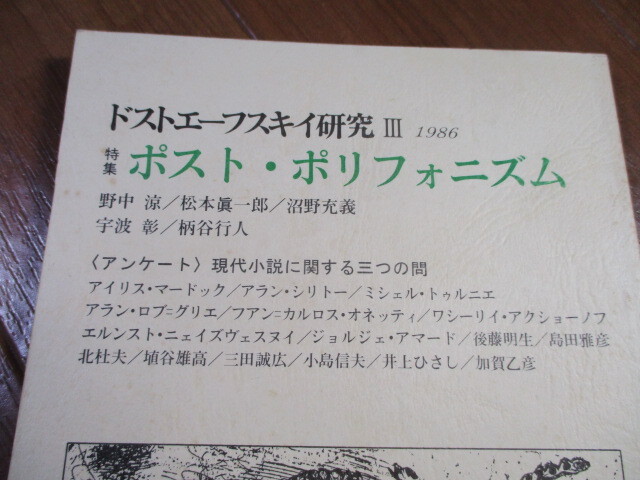 ドストエーフスキイ研究 III 1986
特集 ポスト・ポリフォニズム
野中 涼／松本眞一郎／沼野充義
宇波 彰／柄谷行人
〈アンケート〉現代小説に関する三つの問
アイリス・マードック／アラン・シリトー／ミシェル・トゥルニエ
アラン・ロブ=グリエ／フアン=カルロス・オネッティ／ワシーリイ・アクショーノフ
エルンスト・ニェイズヴェスヌイ／ジョルジェ・アマード／後藤明生／島田雅彦
北杜夫／埴谷雄高／三田誠広／小島信夫／井上ひさし／加賀乙彦